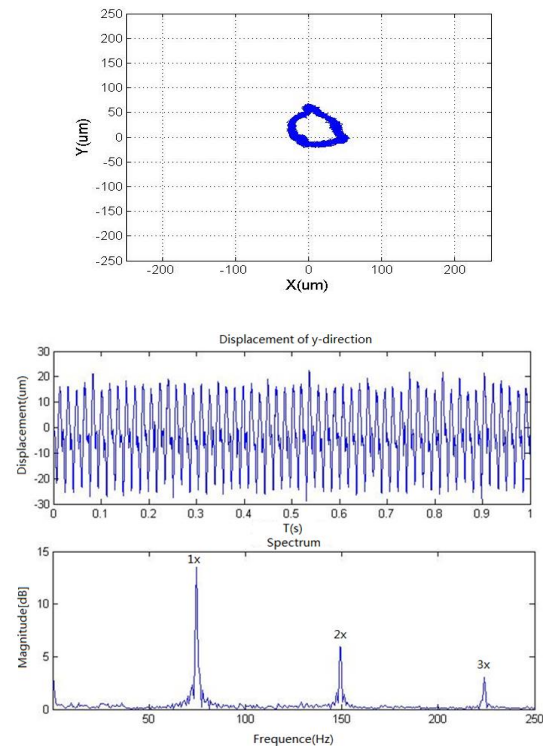 250
200
150
100
50
0
-50
-100
-150
-200
-250
Y(um)
-200 -100 0 100 200
X(um)
Displacement of y-direction
30
20
10
0
-10
-20
-30
Displacement(um)
0 0.1 0.2 0.3 0.4 0.5 0.6 0.7 0.8 0.9 1
T(s)
Spectrum
15
10
5
0
Magnitude[dB]
1x
2x
3x
50 100 150 200 250
Frequence(Hz)